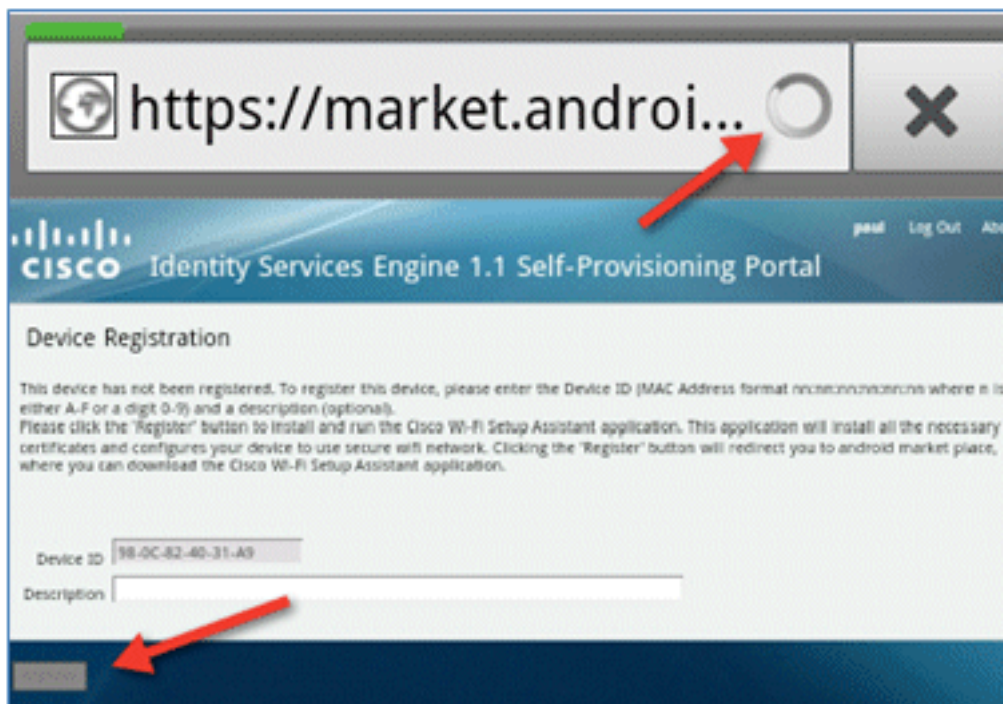 https://market.androi...
CISCO
Identity Services Engine 1.1 Self-Provisioning Portal
paul Log Out Abo
Device Registration
This device has not been registered. To register this device, please enter the Device ID (MAC Address format nn:nn:nn:nn:nn:nn where n is
either A-F or a digit 0-9) and a description (optional).
Please click the 'Register' button to install and run the Cisco Wi-Fi Setup Assistant application. This application will install all the necessary
certificates and configures your device to use secure wifi network. Clicking the 'Register' button will redirect you to android market place,
where you can download the Cisco Wi-Fi Setup Assistant application.
Device ID 98-0C-82-40-31-A9
Description